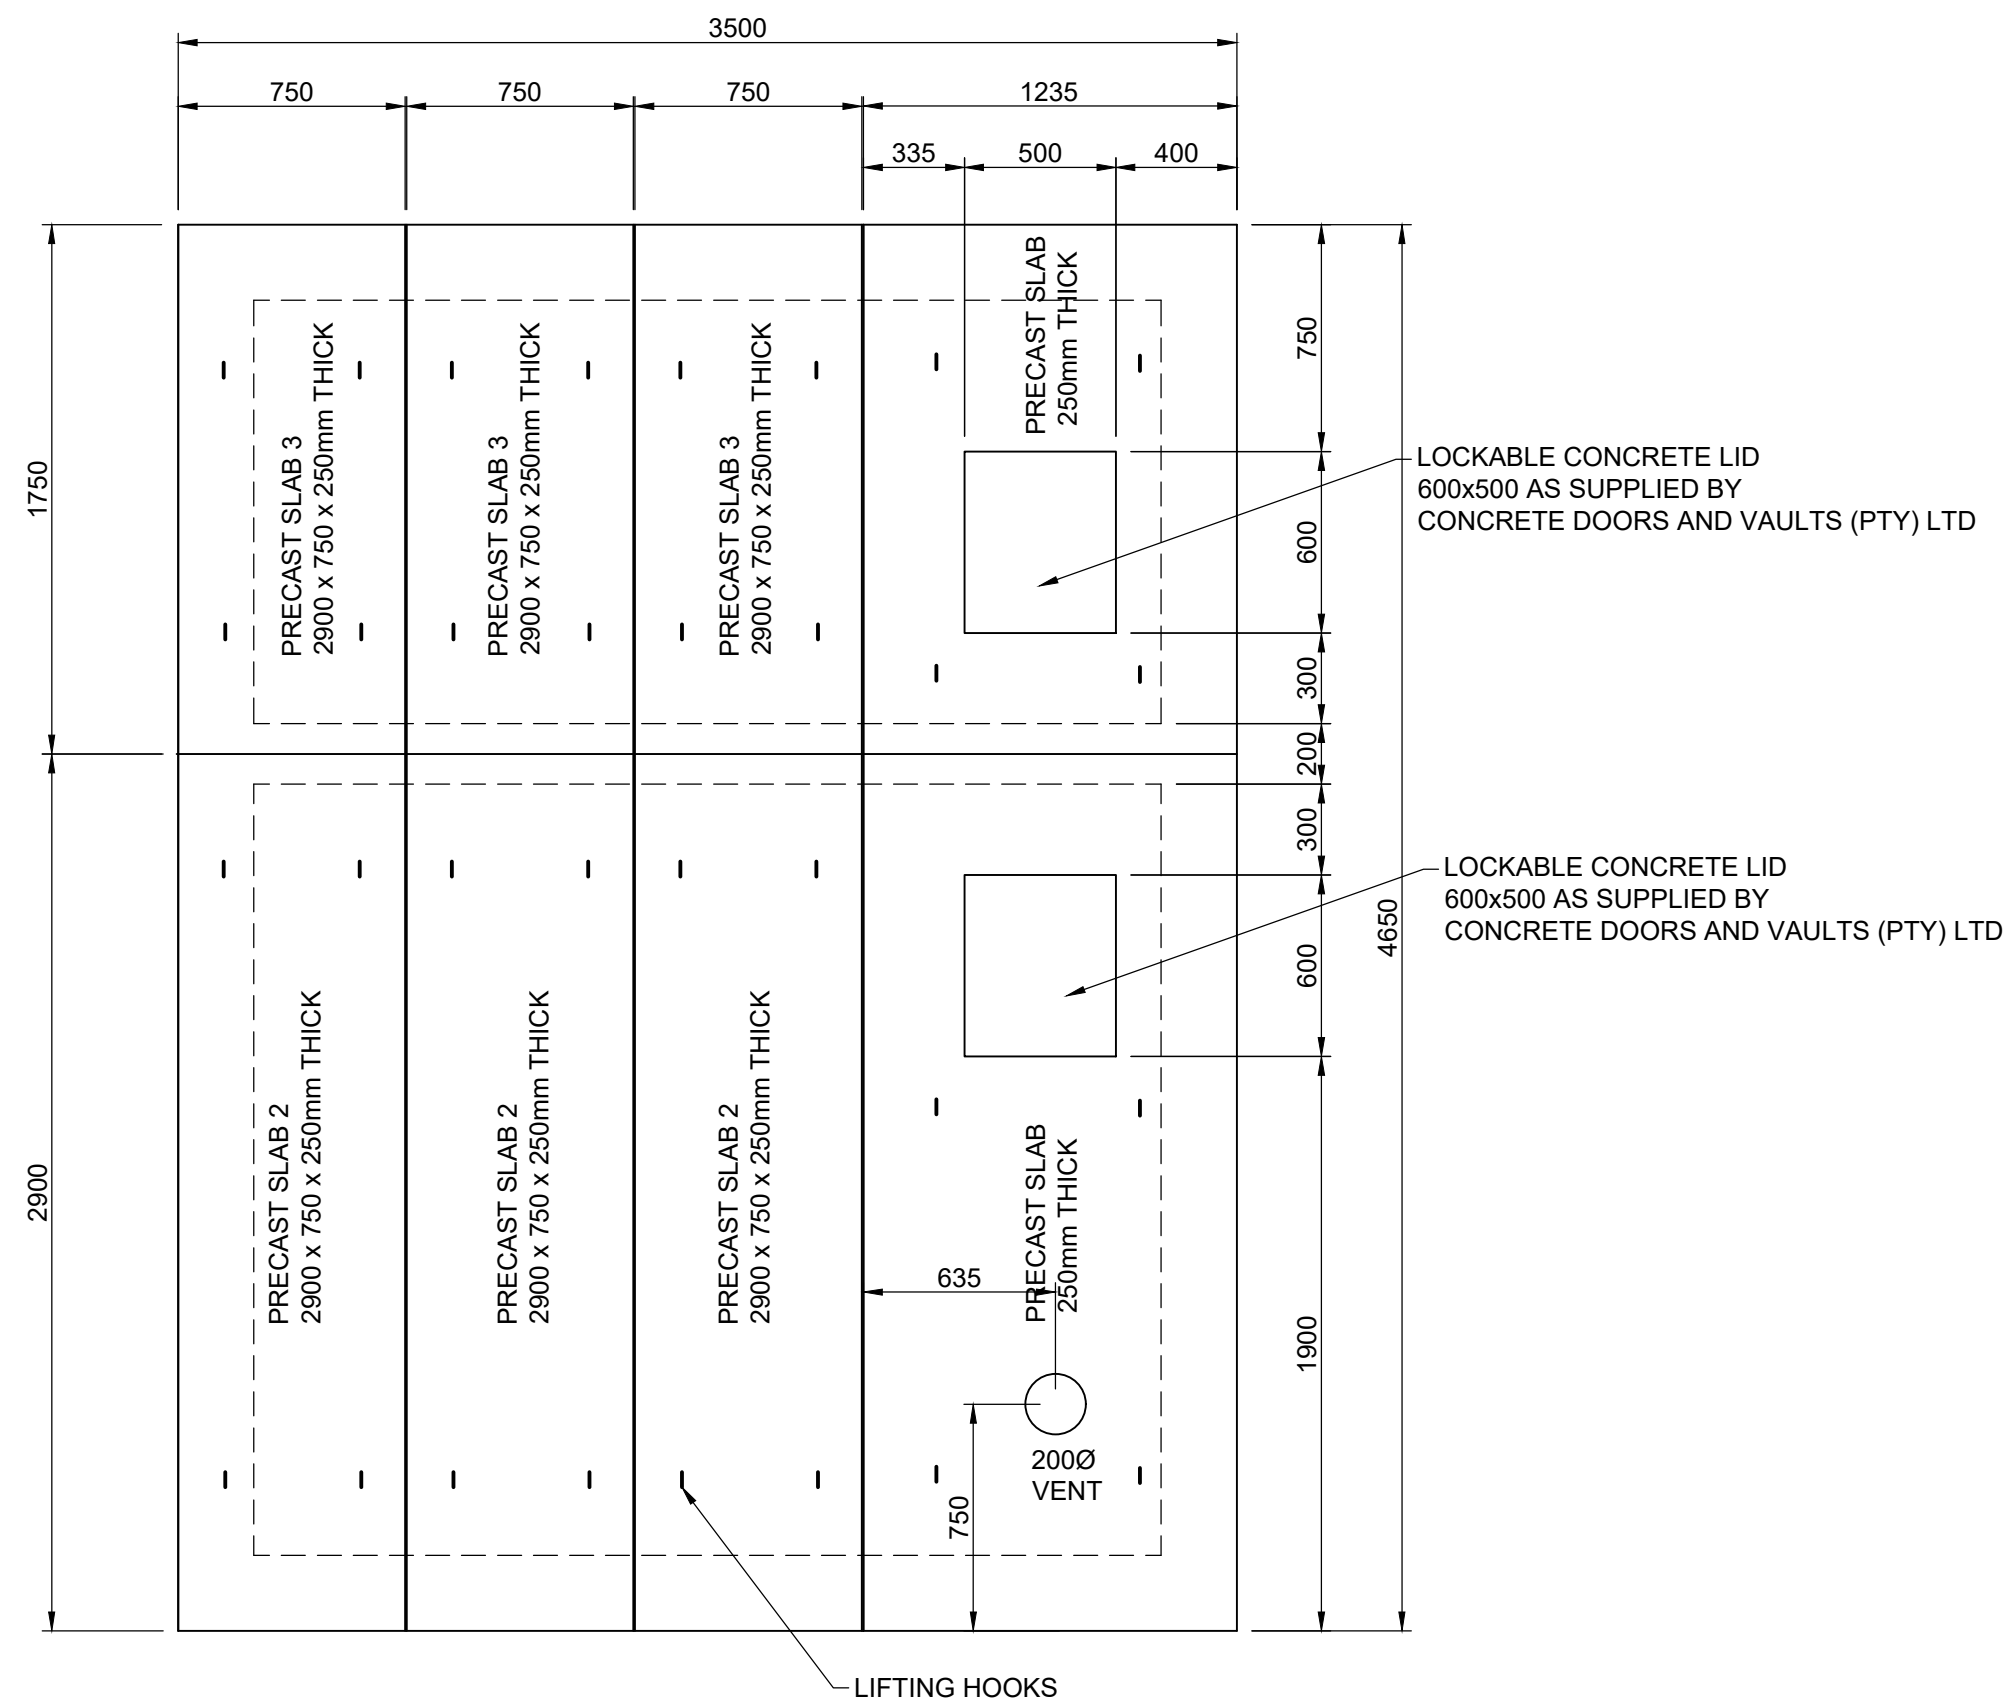 3500
750
750
750
1235
335
500
400
PRECAST SLAB
250mm THICK
PRECAST SLAB 3
2900 x 750 x 250mm THICK
PRECAST SLAB 3
2900 x 750 x 250mm THICK
PRECAST SLAB 3
2900 x 750 x 250mm THICK
1750
750
600
300
200
300
600
1900
4650
LOCKABLE CONCRETE LID
600x500 AS SUPPLIED BY
CONCRETE DOORS AND VAULTS (PTY) LTD
LOCKABLE CONCRETE LID
600x500 AS SUPPLIED BY
CONCRETE DOORS AND VAULTS (PTY) LTD
2900
PRECAST SLAB 2
2900 x 750 x 250mm THICK
PRECAST SLAB 2
2900 x 750 x 250mm THICK
PRECAST SLAB 2
2900 x 750 x 250mm THICK
PRECAST SLAB
250mm THICK
635
200Ø
VENT
750
LIFTING HOOKS